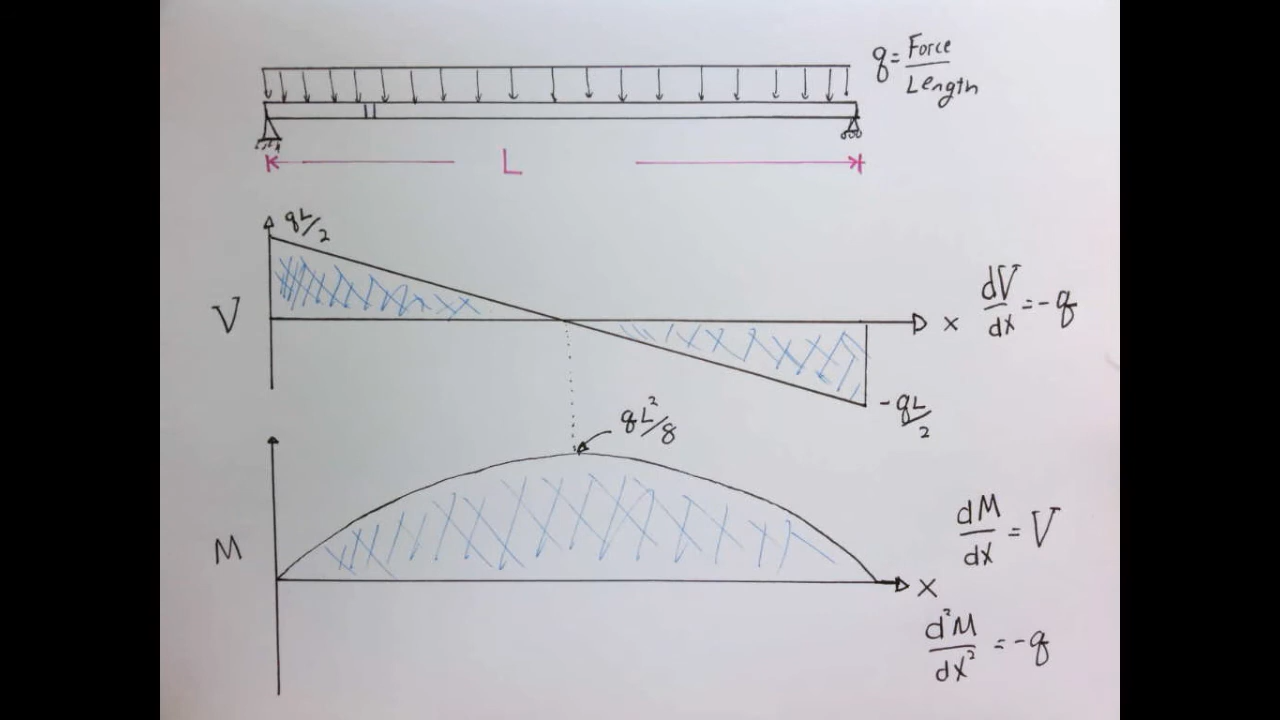 q = Force/Length
L
qL/2
V
x
dV/dx = -q
-qL/2
qL²/8
M
dM/dx = V
x
d²M/dx² = -q